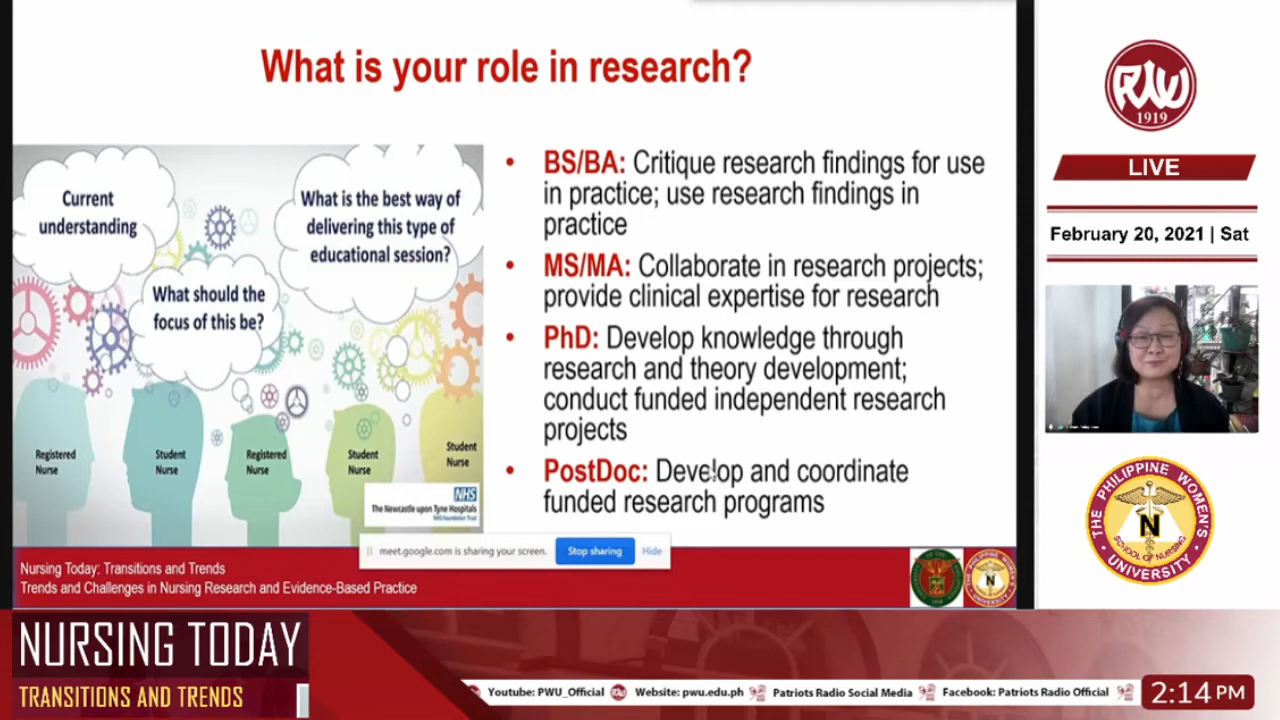 What is your role in research?
Current
understanding
What is the best way of
delivering this type of
educational session?
What should the
focus of this be?
Registered
Nurse
Student
Nurse
Registered
Nurse
Student
Nurse
Student
Nurse
NHS
The Newcastle upon Tyne Hospitals
NHS Foundation Trust
• BS/BA: Critique research findings for use
in practice; use research findings in
practice
• MS/MA: Collaborate in research projects;
provide clinical expertise for research
• PhD: Develop knowledge through
research and theory development;
conduct funded independent research
projects
• PostDoc: Develop and coordinate
funded research programs
meet.google.com is sharing your screen.
Stop sharing
Hide
Nursing Today: Transitions and Trends
Trends and Challenges in Nursing Research and Evidence-Based Practice
PWU
1919
LIVE
February 20, 2021 | Sat
THE PHILIPPINE WOMEN'S
UNIVERSITY
SCHOOL OF NURSING
N
NURSING TODAY
TRANSITIONS AND TRENDS
Youtube: PWU_Official Website: pwu.edu.ph Patriots Radio Social Media Facebook: Patriots Radio Official
2:14 PM